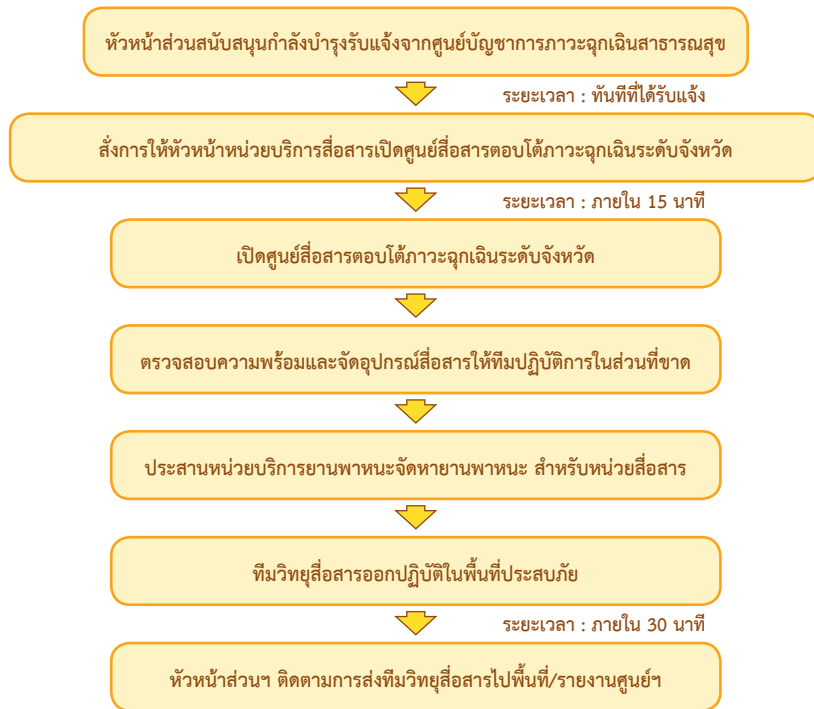 หัวหน้าส่วนสนับสนุนกำลังบำรุงรับแจ้งจากศูนย์บัญชาการภาวะฉุกเฉินสาธารณสุข
ระยะเวลา : ทันทีที่ได้รับแจ้ง
สั่งการให้หัวหน้าหน่วยบริการสื่อสารเปิดศูนย์สื่อสารตอบโต้ภาวะฉุกเฉินระดับจังหวัด
ระยะเวลา : ภายใน 15 นาที
เปิดศูนย์สื่อสารตอบโต้ภาวะฉุกเฉินระดับจังหวัด
ตรวจสอบความพร้อมและจัดอุปกรณ์สื่อสารให้ทีมปฏิบัติการในส่วนที่ขาด
ประสานหน่วยบริการยานพาหนะจัดหายานพาหนะ สำหรับหน่วยสื่อสาร
ทีมวิทยุสื่อสารออกปฏิบัติในพื้นที่ประสบภัย
ระยะเวลา : ภายใน 30 นาที
หัวหน้าส่วนฯ ติดตามการส่งทีมวิทยุสื่อสารไปพื้นที่/รายงานศูนย์ฯ